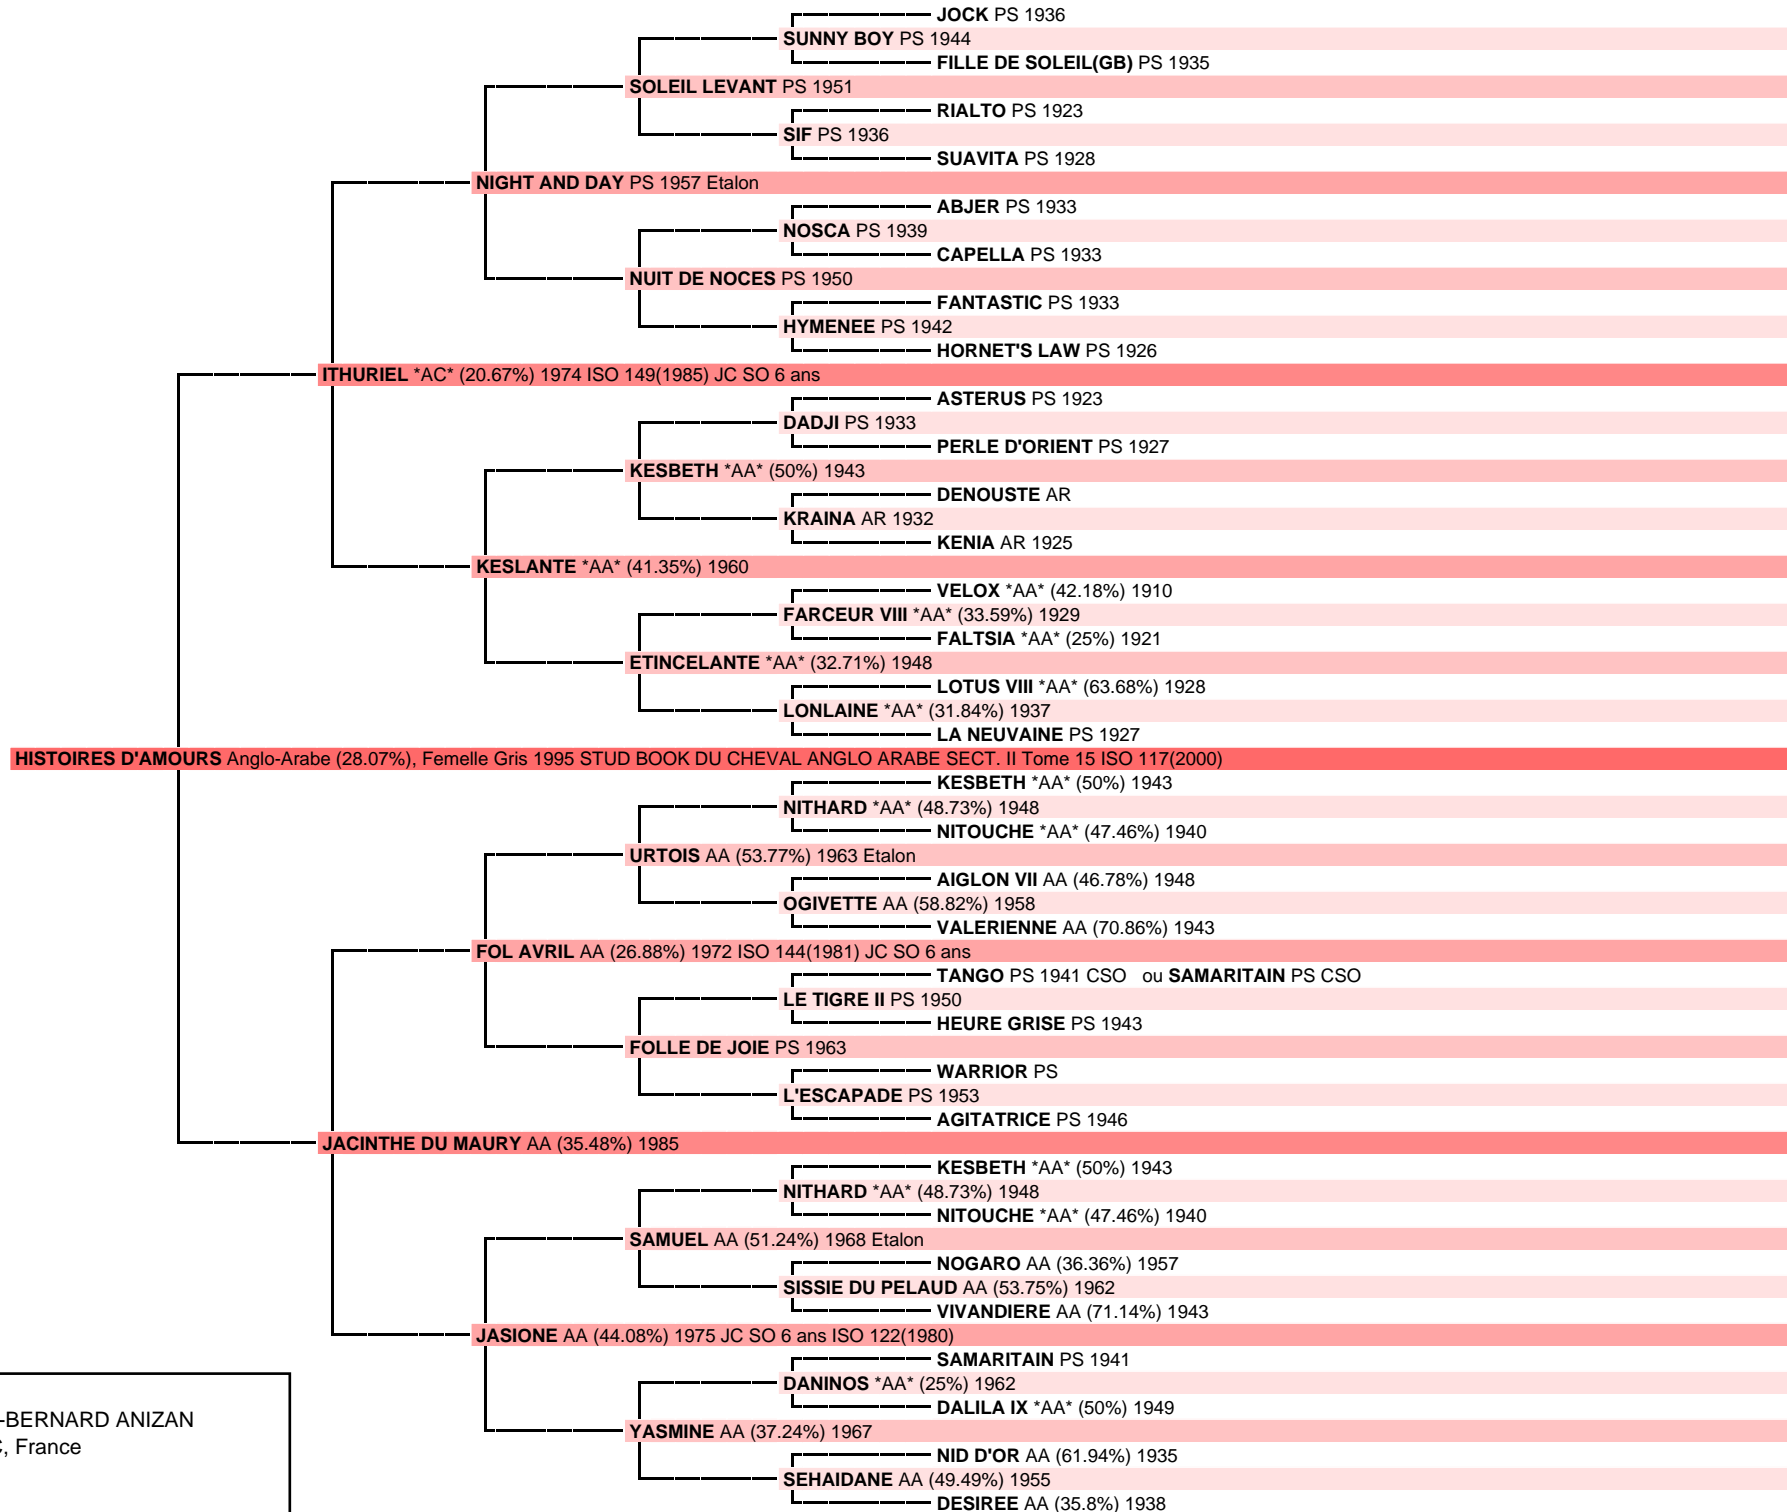 JOCK PS 1936
SUNNY BOY PS 1944
FILLE DE SOLEIL(GB) PS 1935
SOLEIL LEVANT PS 1951
RIALTO PS 1923
SIF PS 1936
SUAVITA PS 1928
NIGHT AND DAY PS 1957 Etalon
ABJER PS 1933
NOSCA PS 1939
CAPELLA PS 1933
NUIT DE NOCES PS 1950
FANTASTIC PS 1933
HYMENEE PS 1942
HORNET'S LAW PS 1926
ITHURIEL *AC* (20.67%) 1974 ISO 149(1985) JC SO 6 ans
ASTERUS PS 1923
DADJI PS 1933
PERLE D'ORIENT PS 1927
KESBETH *AA* (50%) 1943
DENOUSTE AR
KRAINA AR 1932
KENIA AR 1925
KESLANTE *AA* (41.35%) 1960
VELOX *AA* (42.18%) 1910
FARCEUR VIII *AA* (33.59%) 1929
FALTSIA *AA* (25%) 1921
ETINCELANTE *AA* (32.71%) 1948
LOTUS VIII *AA* (63.68%) 1928
LONLAINE *AA* (31.84%) 1937
LA NEUVAINE PS 1927
HISTOIRES D'AMOURS Anglo-Arabe (28.07%), Femelle Gris 1995 STUD BOOK DU CHEVAL ANGLO ARABE SECT. II Tome 15 ISO 117(2000)
KESBETH *AA* (50%) 1943
NITHARD *AA* (48.73%) 1948
NITOUCHE *AA* (47.46%) 1940
URTOIS AA (53.77%) 1963 Etalon
AIGLON VII AA (46.78%) 1948
OGIVETTE AA (58.82%) 1958
VALERIENNE AA (70.86%) 1943
FOL AVRIL AA (26.88%) 1972 ISO 144(1981) JC SO 6 ans
TANGO PS 1941 CSO ou SAMARITAIN PS CSO
LE TIGRE II PS 1950
HEURE GRISE PS 1943
FOLLE DE JOIE PS 1963
WARRIOR PS
L'ESCAPADE PS 1953
AGITATRICE PS 1946
JACINTHE DU MAURY AA (35.48%) 1985
KESBETH *AA* (50%) 1943
NITHARD *AA* (48.73%) 1948
NITOUCHE *AA* (47.46%) 1940
SAMUEL AA (51.24%) 1968 Etalon
NOGARO AA (36.36%) 1957
SISSIE DU PELAUD AA (53.75%) 1962
VIVANDIERE AA (71.14%) 1943
JASIONE AA (44.08%) 1975 JC SO 6 ans ISO 122(1980)
SAMARITAIN PS 1941
DANINOS *AA* (25%) 1962
DALILA IX *AA* (50%) 1949
YASMINE AA (37.24%) 1967
NID D'OR AA (61.94%) 1935
SEHAIDANE AA (49.49%) 1955
DESIREE AA (35.8%) 1938
-BERNARD ANIZAN
, France